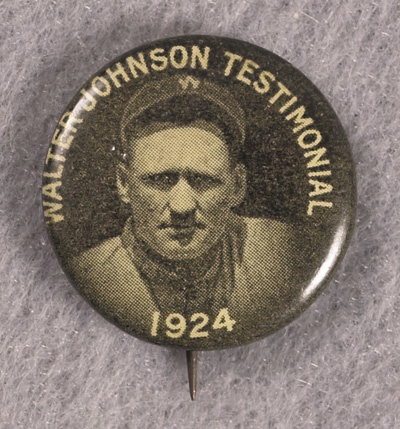 WALTER JOHNSON TESTIMONIAL
W
1924